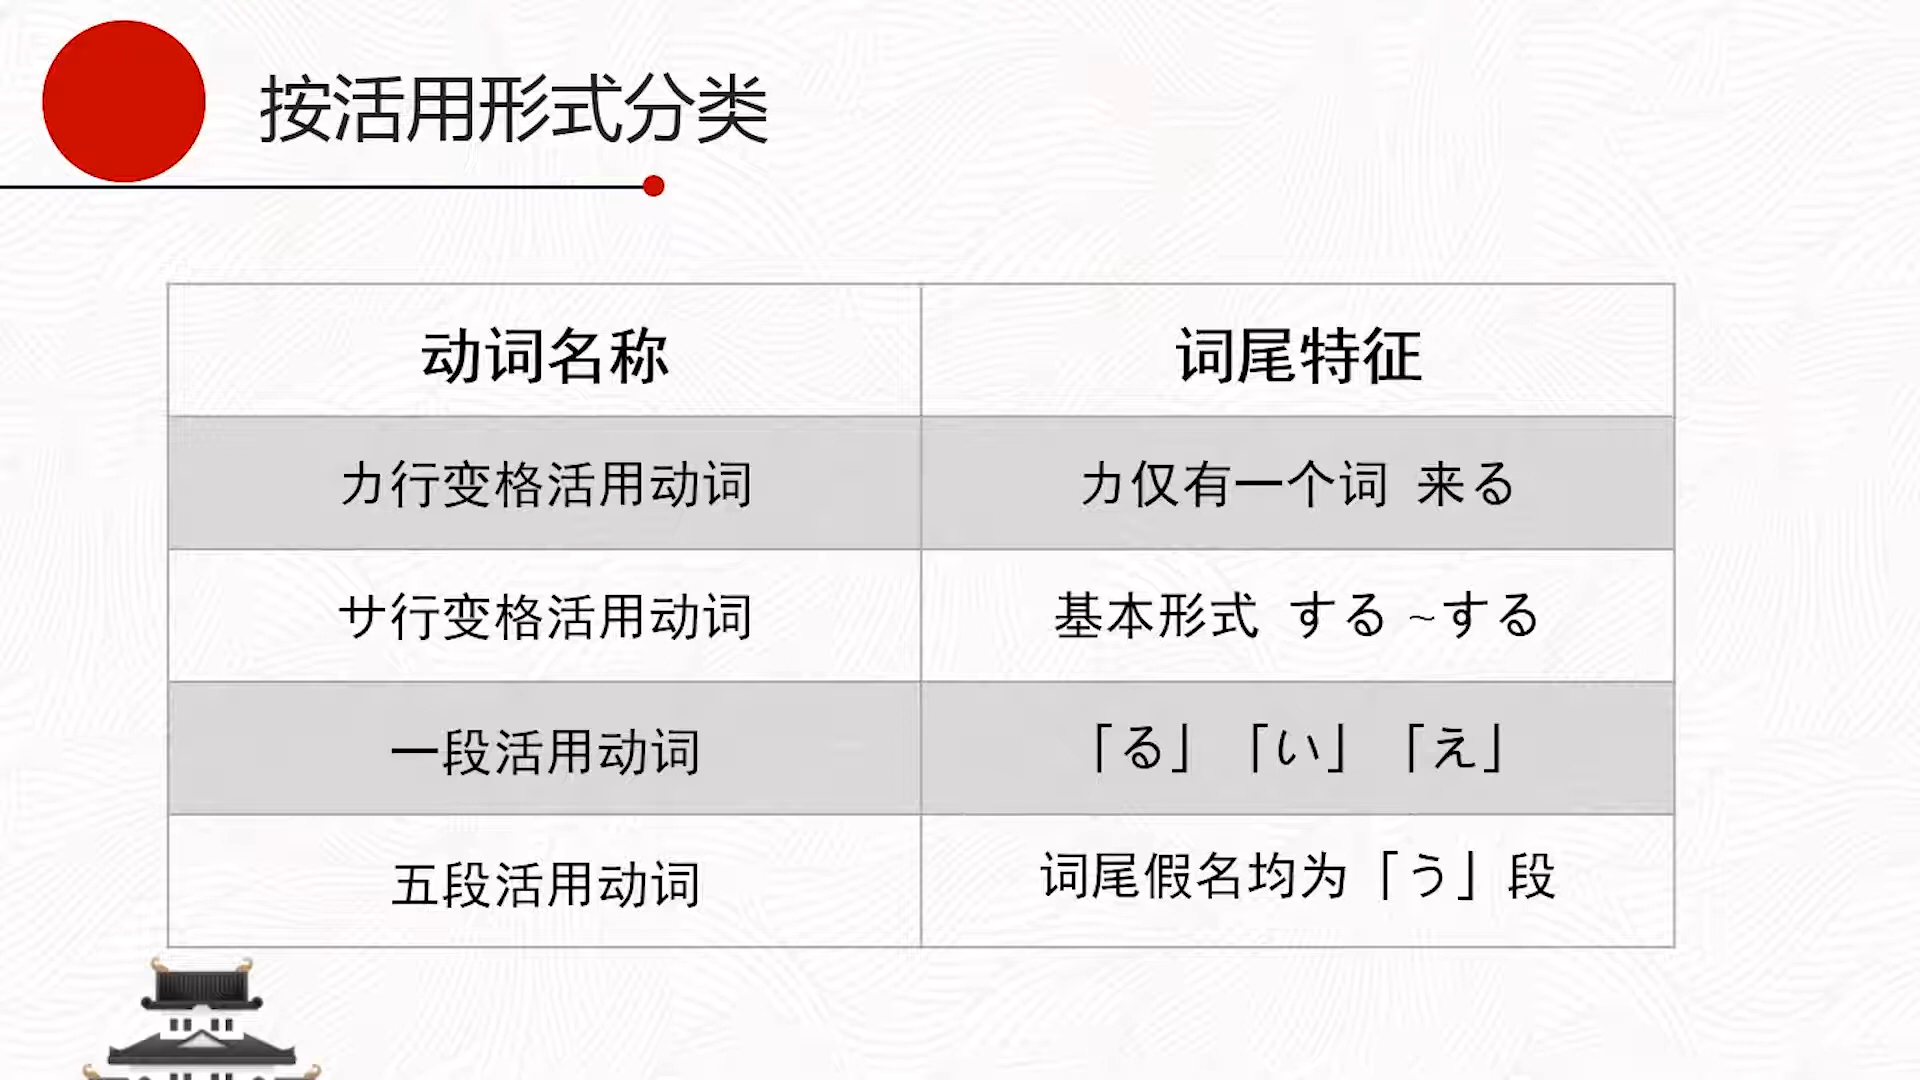 按活用形式分类
动词名称
词尾特征
カ行变格活用动词
カ仅有一个词 来る
サ行变格活用动词
基本形式 する ~する
一段活用动词
「る」「い」「え」
五段活用动词
词尾假名均为「う」段